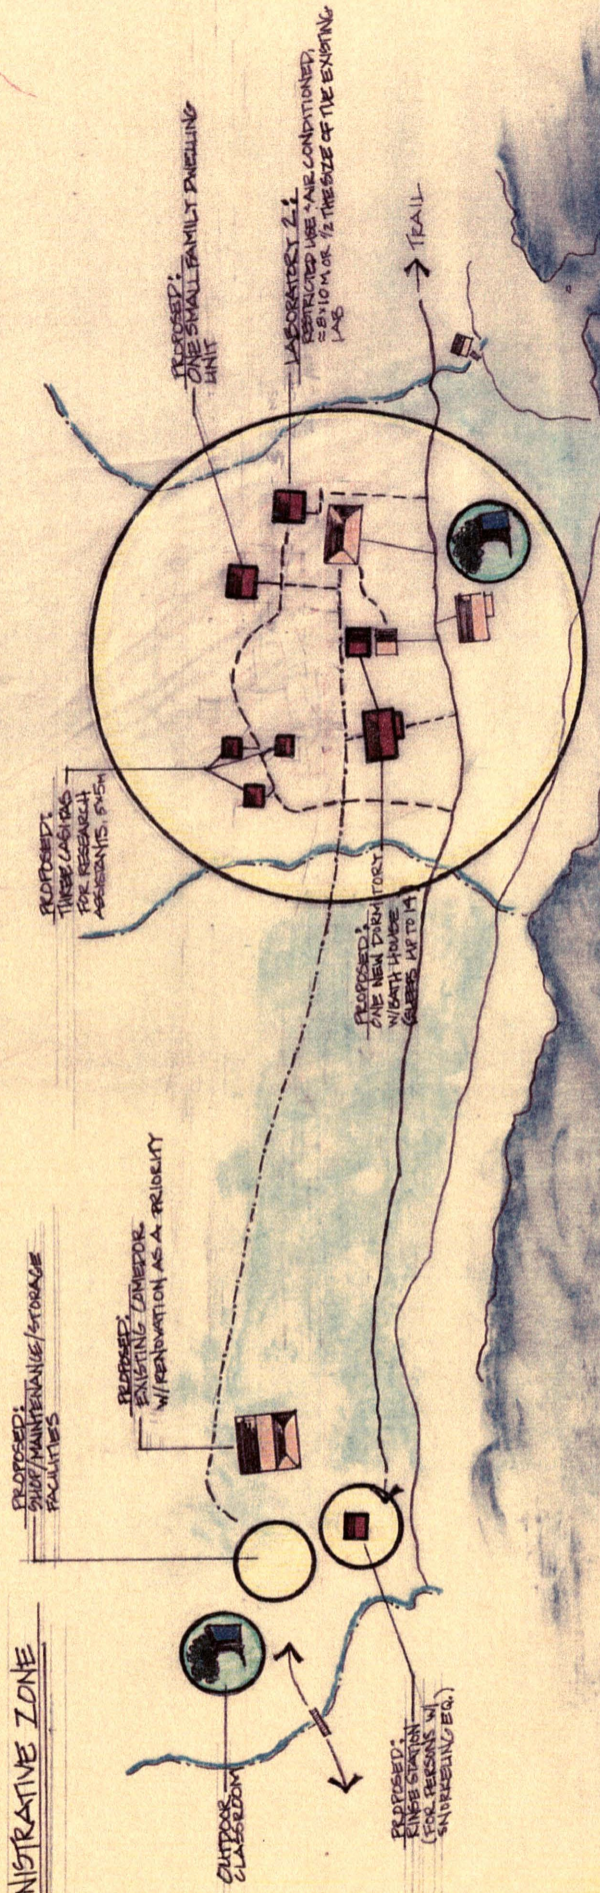 NISTRATIVE ZONE
PROPOSED:
SHOP/MAINTENANCE/STORAGE
FACILITIES
PROPOSED:
EXISTING COMEDOR
W/RENOVATION AS A PRIORITY
OUTDOOR
CLASSROOM
PROPOSED:
RINSE STATION
(FOR PERSONS W/
SNORKELING EQ.)
PROPOSED:
THREE CASITAS
FOR RESEARCH
ASSISTANTS. 5x5M
PROPOSED:
ONE NEW DORMITORY
W/BATH HOUSE
(SLEEPS UP TO 14)
PROPOSED:
ONE SMALL FAMILY DWELLING
UNIT
LABORATORY 2:
RESTRICTED USE + AIR CONDITIONED,
≈8x10M OR 1/2 THE SIZE OF THE EXISTING
LAB
TRAIL